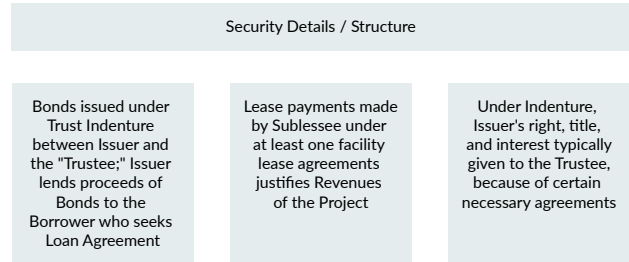 Security Details / Structure
Bonds issued under
Trust Indenture
between Issuer and
the "Trustee;" Issuer
lends proceeds of
Bonds to the
Borrower who seeks
Loan Agreement
Lease payments made
by Sublessee under
at least one facility
lease agreements
justifies Revenues
of the Project
Under Indenture,
Issuer's right, title,
and interest typically
given to the Trustee,
because of certain
necessary agreements